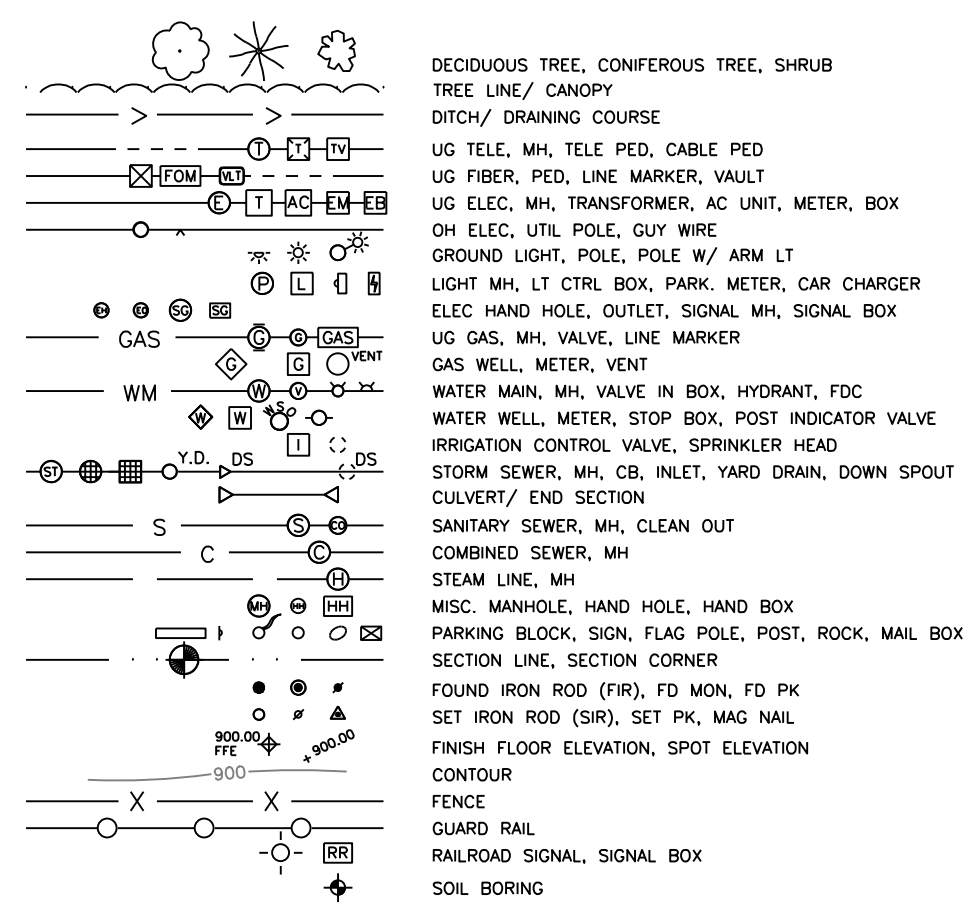 DECIDUOUS TREE, CONIFEROUS TREE, SHRUB
TREE LINE/ CANOPY
> > DITCH/ DRAINING COURSE
T T TV UG TELE, MH, TELE PED, CABLE PED
FOM VLT UG FIBER, PED, LINE MARKER, VAULT
E T AC EM EB UG ELEC, MH, TRANSFORMER, AC UNIT, METER, BOX
OH ELEC, UTIL POLE, GUY WIRE
GROUND LIGHT, POLE, POLE W/ ARM LT
P L LIGHT MH, LT CTRL BOX, PARK. METER, CAR CHARGER
EH EO SG SG ELEC HAND HOLE, OUTLET, SIGNAL MH, SIGNAL BOX
GAS G G GAS UG GAS, MH, VALVE, LINE MARKER
G G VENT GAS WELL, METER, VENT
WM W V WATER MAIN, MH, VALVE IN BOX, HYDRANT, FDC
W W WSO WATER WELL, METER, STOP BOX, POST INDICATOR VALVE
I IRRIGATION CONTROL VALVE, SPRINKLER HEAD
ST Y.D. DS DS STORM SEWER, MH, CB, INLET, YARD DRAIN, DOWN SPOUT
CULVERT/ END SECTION
S S CO SANITARY SEWER, MH, CLEAN OUT
C C COMBINED SEWER, MH
H STEAM LINE, MH
MH HH HH MISC. MANHOLE, HAND HOLE, HAND BOX
PARKING BLOCK, SIGN, FLAG POLE, POST, ROCK, MAIL BOX
SECTION LINE, SECTION CORNER
FOUND IRON ROD (FIR), FD MON, FD PK
SET IRON ROD (SIR), SET PK, MAG NAIL
900.00
FFE +900.00 FINISH FLOOR ELEVATION, SPOT ELEVATION
900 CONTOUR
X X FENCE
GUARD RAIL
RR RAILROAD SIGNAL, SIGNAL BOX
SOIL BORING